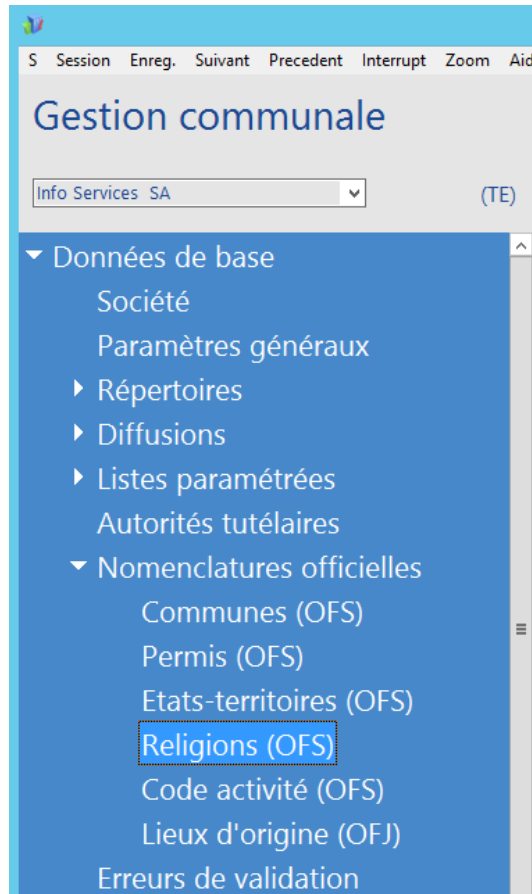 S Session Enreg. Suivant Precedent Interrupt Zoom Aid
Gestion communale
Info Services SA (TE)
Données de base
Société
Paramètres généraux
Répertoires
Diffusions
Listes paramétrées
Autorités tutélaires
Nomenclatures officielles
Communes (OFS)
Permis (OFS)
Etats-territoires (OFS)
Religions (OFS)
Code activité (OFS)
Lieux d'origine (OFJ)
Erreurs de validation